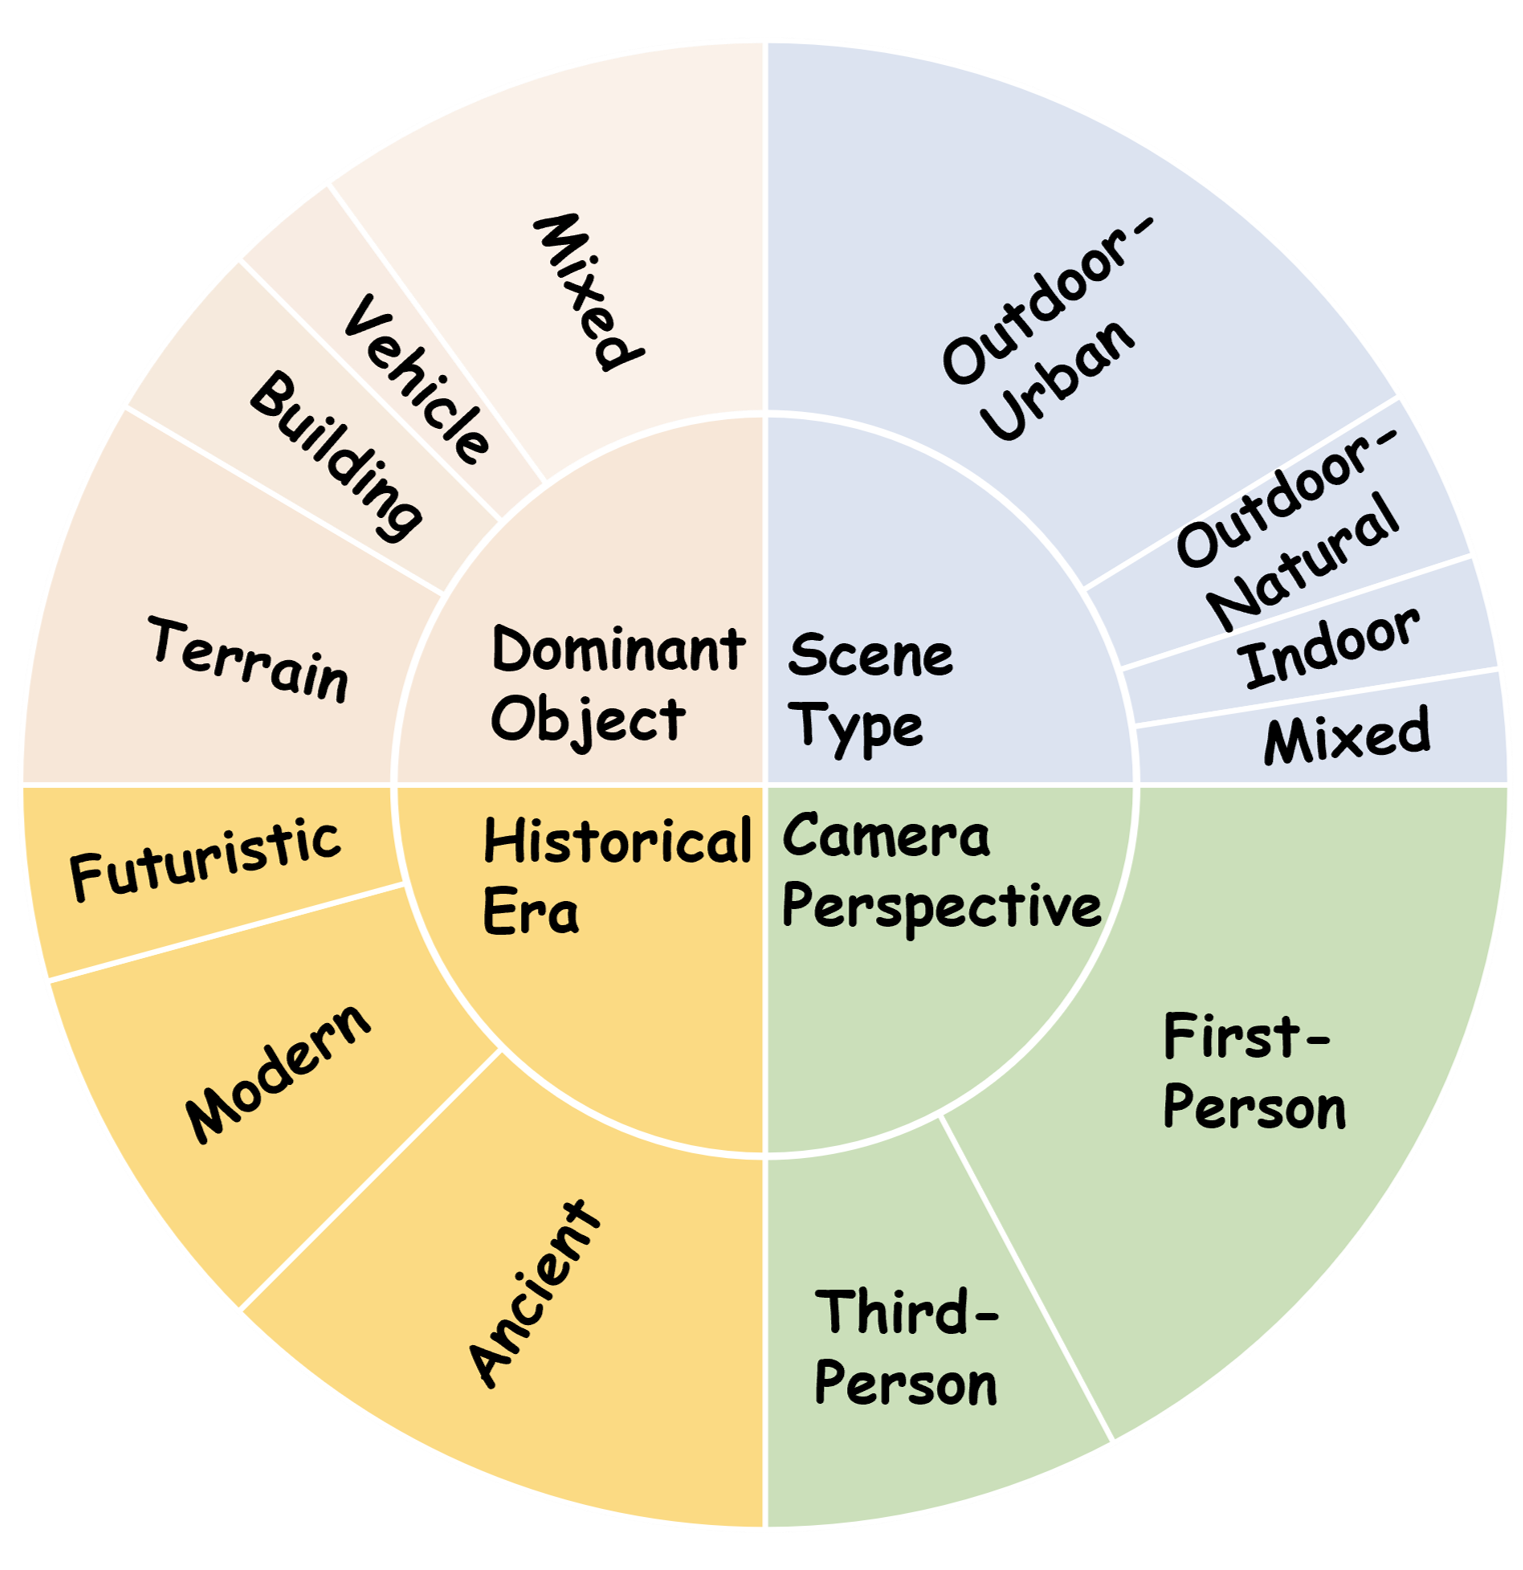 Mixed
Vehicle
Building
Terrain
Dominant
Object
Outdoor-
Urban
Outdoor-
Natural
Indoor
Mixed
Scene
Type
Historical
Era
Futuristic
Modern
Ancient
Camera
Perspective
First-
Person
Third-
Person